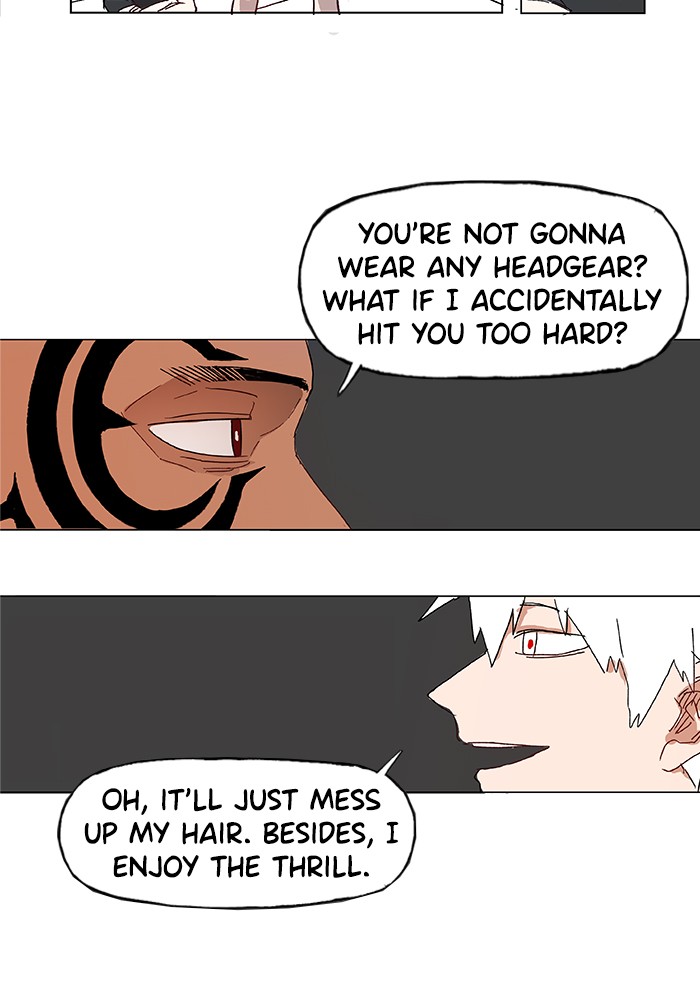 YOU'RE NOT GONNA
WEAR ANY HEADGEAR?
WHAT IF I ACCIDENTALLY
HIT YOU TOO HARD?
OH, IT'LL JUST MESS
UP MY HAIR. BESIDES, I
ENJOY THE THRILL.